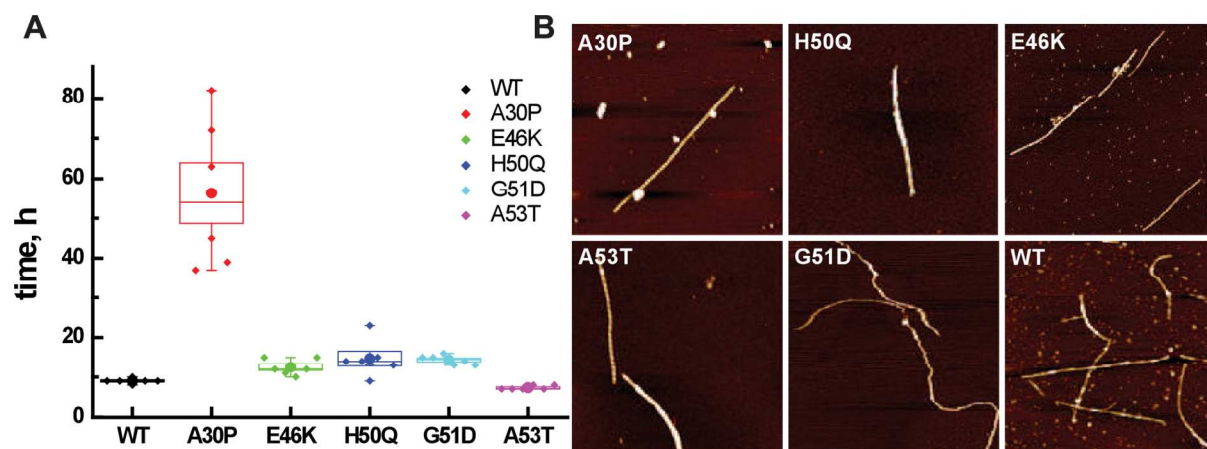 A
B
time, h
80
60
40
20
0
WT
A30P
E46K
H50Q
G51D
A53T
WT A30P E46K H50Q G51D A53T
A30P H50Q E46K
A53T G51D WT